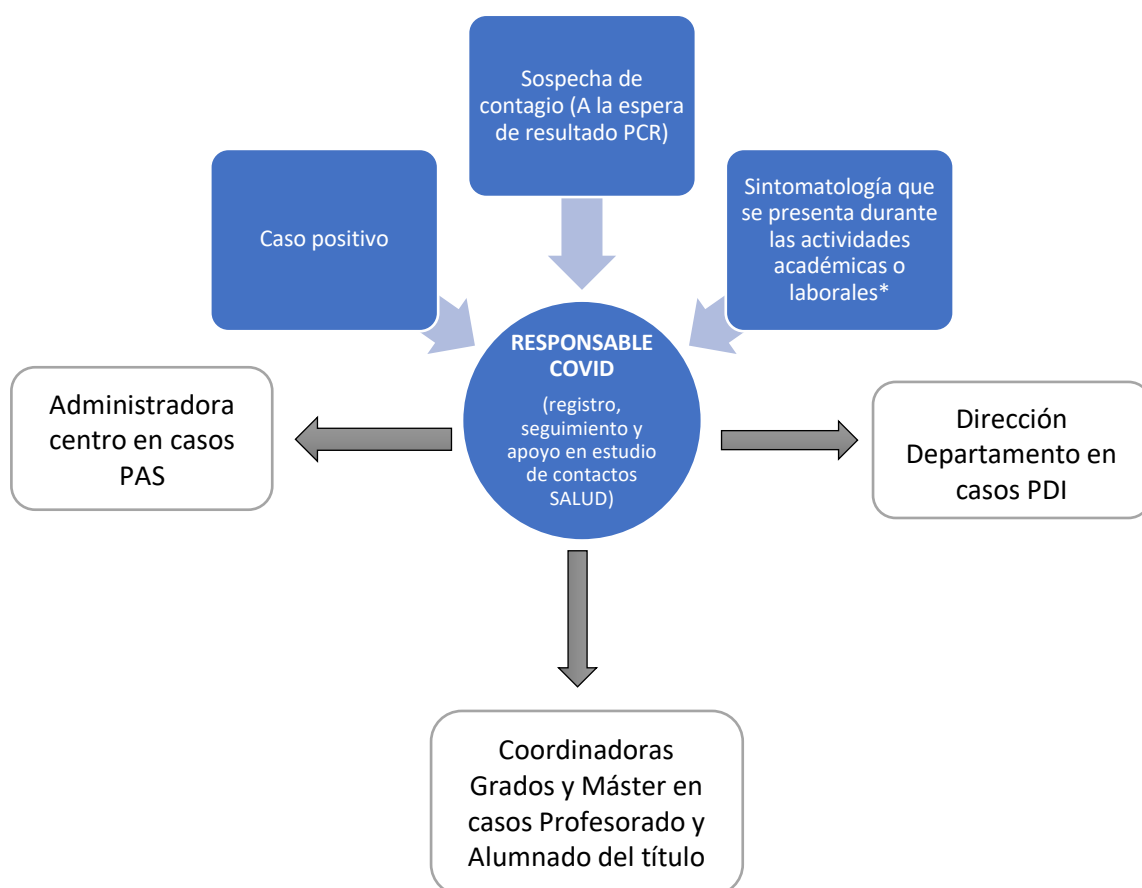 Sospecha de
contagio (A la espera
de resultado PCR)
Caso positivo
Sintomatología que
se presenta durante
las actividades
académicas o
laborales*
RESPONSABLE
COVID
(registro,
seguimiento y
apoyo en estudio
de contactos
SALUD)
Administradora
centro en casos
PAS
Dirección
Departamento en
casos PDI
Coordinadoras
Grados y Máster en
casos Profesorado y
Alumnado del título